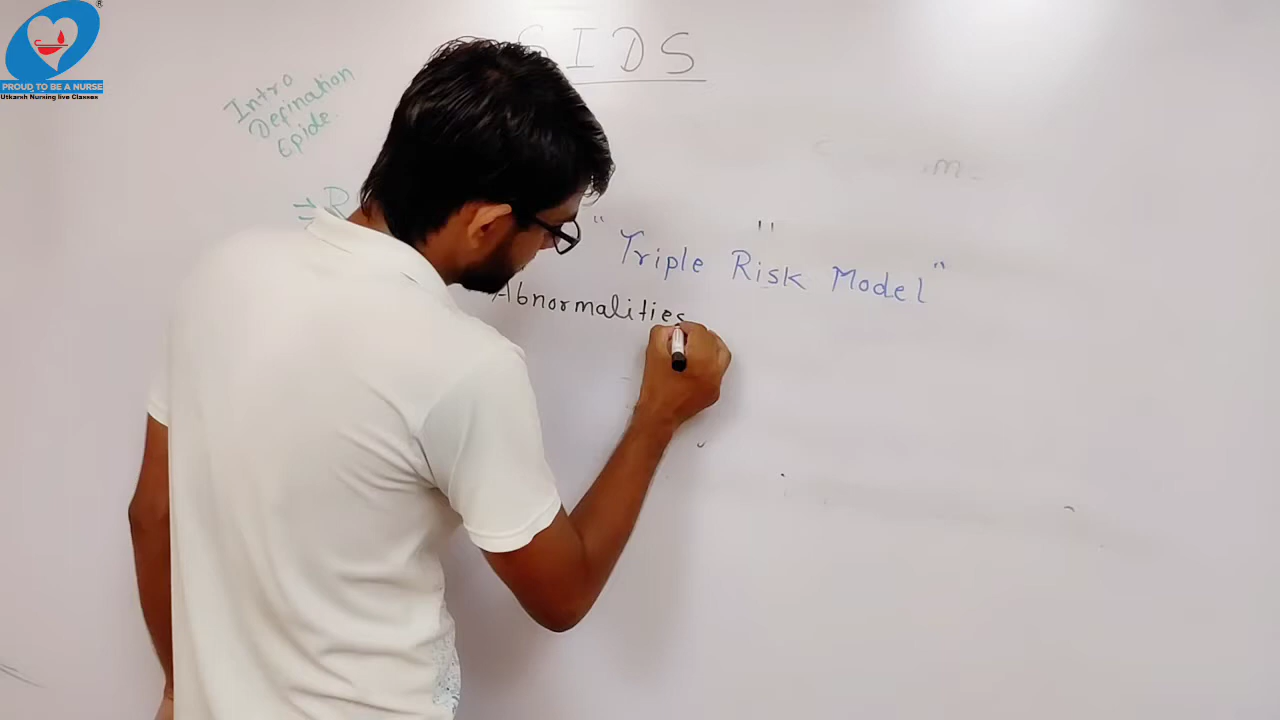 SIDS
PROUD TO BE A NURSE
Utkarsh Nursing live Classes
Intro
Defination
Epide.
"Triple Risk Model"
Abnormalities